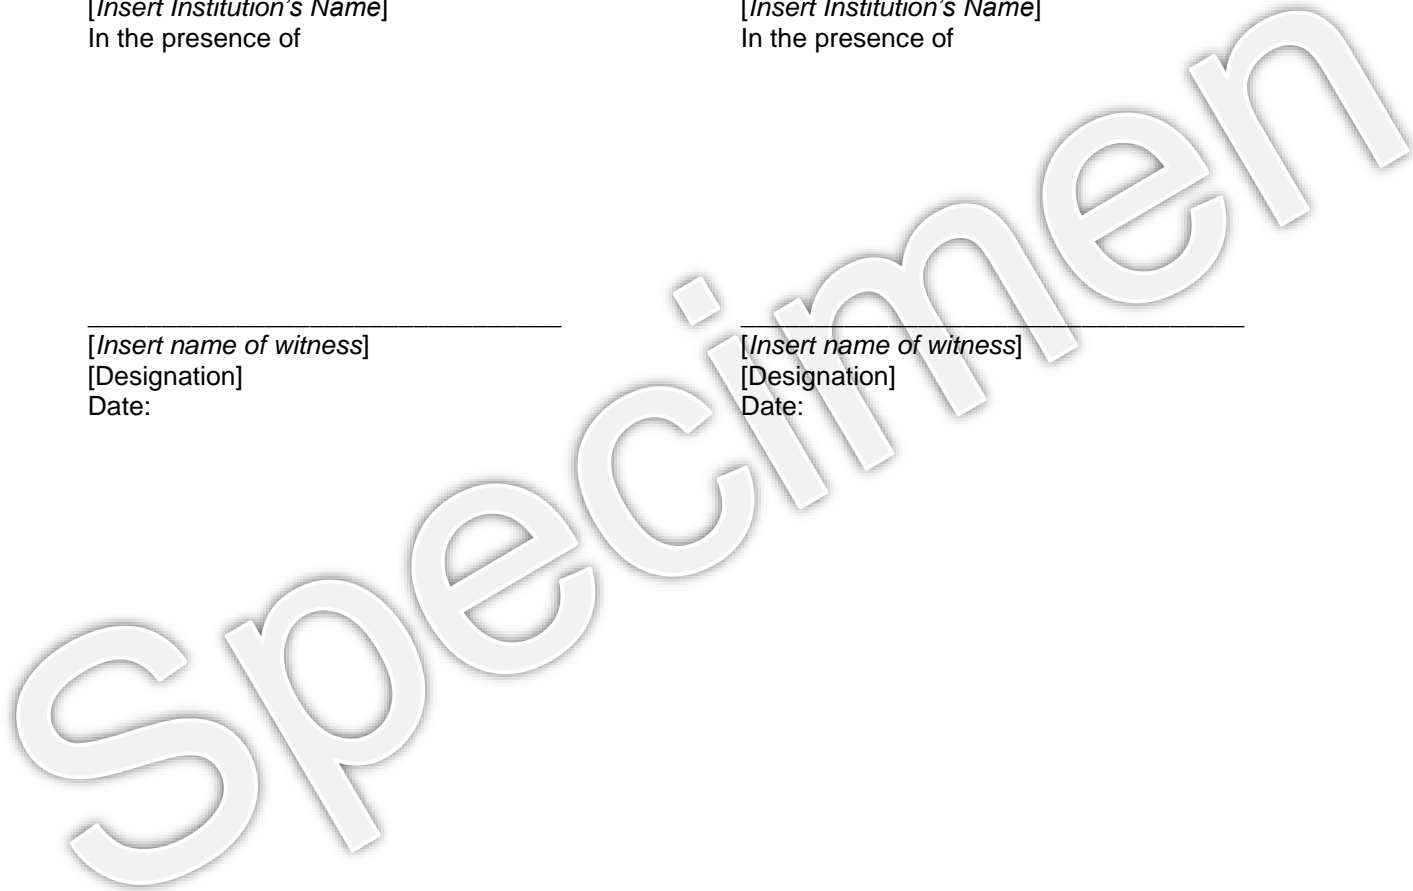 [Insert Institution's Name]
In the presence of
[Insert name of witness]
[Designation]
Date:
[Insert Institution's Name]
In the presence of
[Insert name of witness]
[Designation]
Date:
Specimen